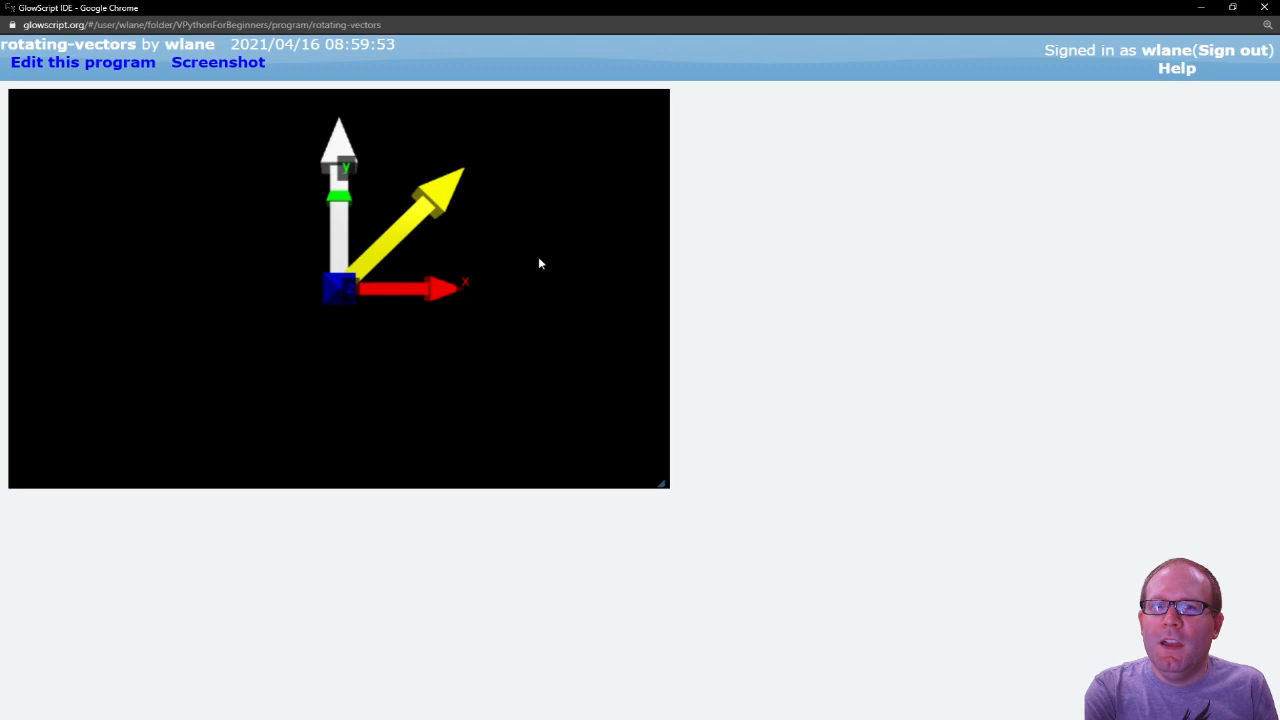 GlowScript IDE - Google Chrome
glowscript.org/#/user/wlane/folder/VPythonForBeginners/program/rotating-vectors
rotating-vectors by wlane 2021/04/16 08:59:53
Signed in as wlane(Sign out)
Edit this program Screenshot
Help
y
x